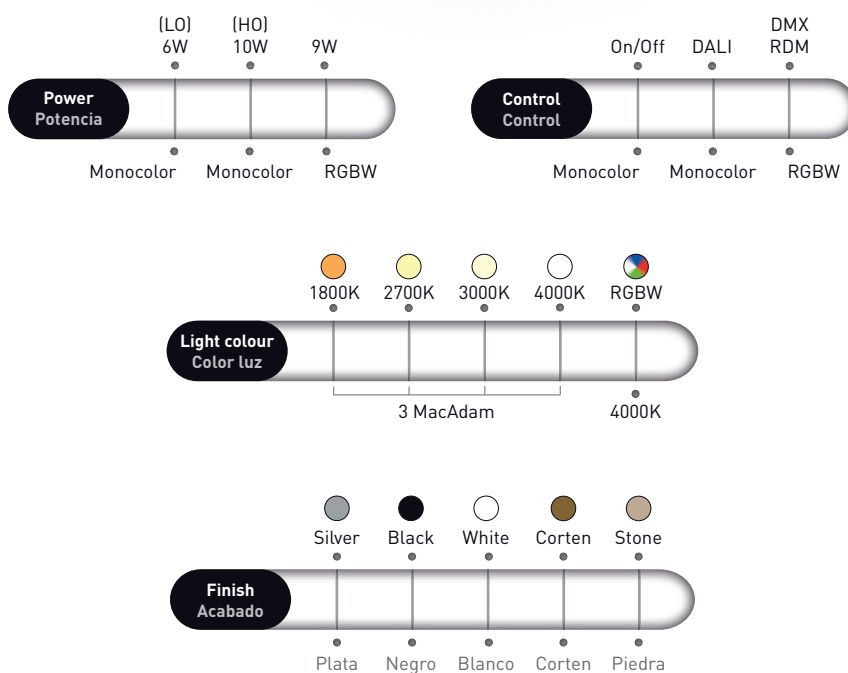 (LO)
6W
(HO)
10W
9W
Power
Potencia
Monocolor
Monocolor
RGBW
On/Off
DALI
DMX
RDM
Control
Control
Monocolor
Monocolor
RGBW
1800K
2700K
3000K
4000K
RGBW
Light colour
Color luz
3 MacAdam
4000K
Silver
Black
White
Corten
Stone
Finish
Acabado
Plata
Negro
Blanco
Corten
Piedra